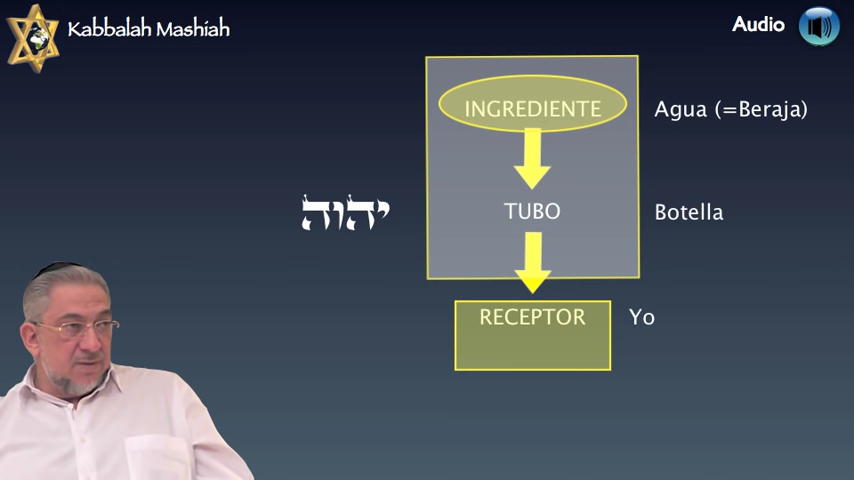 Kabbalah Mashiah
Audio
INGREDIENTE
Agua (=Beraja)
יהוה
TUBO
Botella
RECEPTOR
Yo